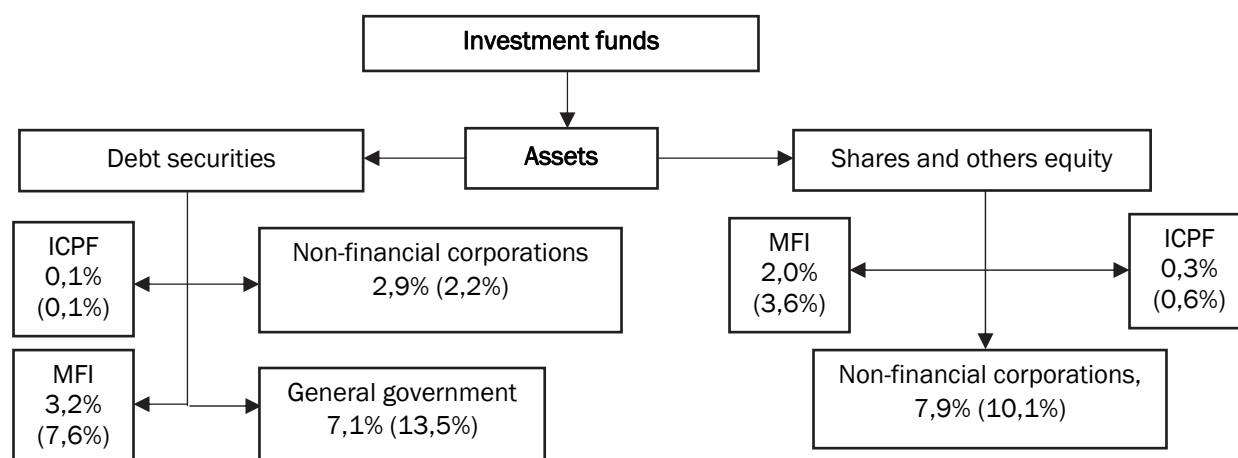 Investment funds
Debt securities
Assets
Shares and others equity
ICPF
0,1%
(0,1%)
Non-financial corporations
2,9% (2,2%)
MFI
2,0%
(3,6%)
ICPF
0,3%
(0,6%)
MFI
3,2%
(7,6%)
General government
7,1% (13,5%)
Non-financial corporations,
7,9% (10,1%)